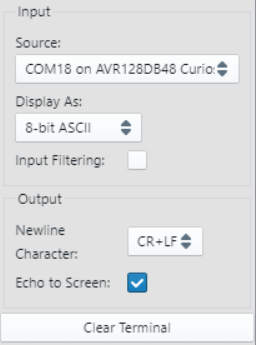 Input
Source:
COM18 on AVR128DB48 Curio
Display As:
8-bit ASCII
Input Filtering:
Output
Newline
Character:
CR+LF
Echo to Screen:
Clear Terminal